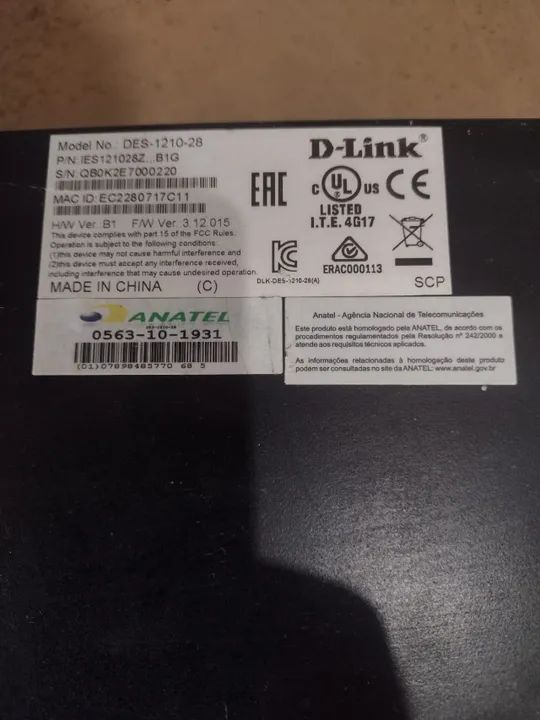 Model No.: DES-1210-28
P/N: IES121028Z...B1G
S/N: QB0K2E7000220
MAC ID: EC2280717C11
H/W Ver.:B1 F/W Ver.:3.12.015
This device complies with part 15 of the FCC Rules.
Operation is subject to the following conditions:
(1)this device may not cause harmful interference and
(2)this device must accept any interference received,
including interference that may cause undesired operation.
MADE IN CHINA (C)
D-Link®
EAC
C UL® US CE
LISTED
I.T.E. 4G17
ERAC000113
DLK-DES-1210-28(A)
SCP
ANATEL
DES-1210-28
0563-10-1931
(01)07898485770 68 5
Anatel - Agência Nacional de Telecomunicações
Este produto está homologado pela ANATEL, de acordo com os
procedimentos regulamentados pela Resolução nº 242/2000 e
atende aos requisitos técnicos aplicados.
As informações relacionadas à homologação deste produto
podem ser consultadas no site da ANATEL: www.anatel.gov.br